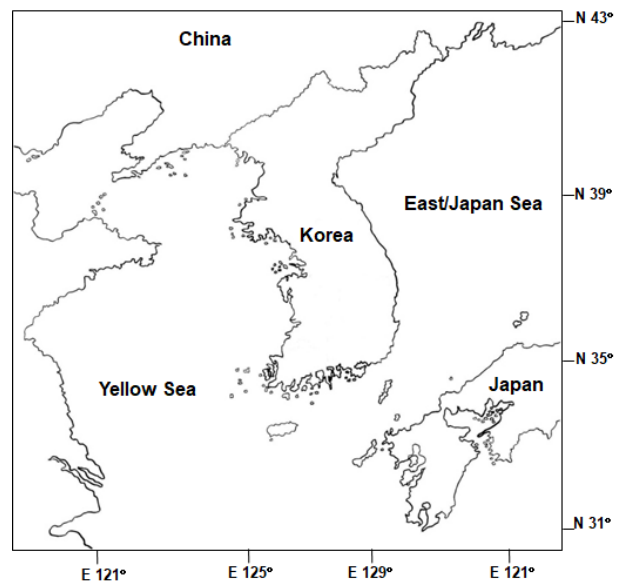 N 43°
China
N 39°
East/Japan Sea
Korea
N 35°
Yellow Sea
Japan
N 31°
E 121° E 125° E 129° E 121°